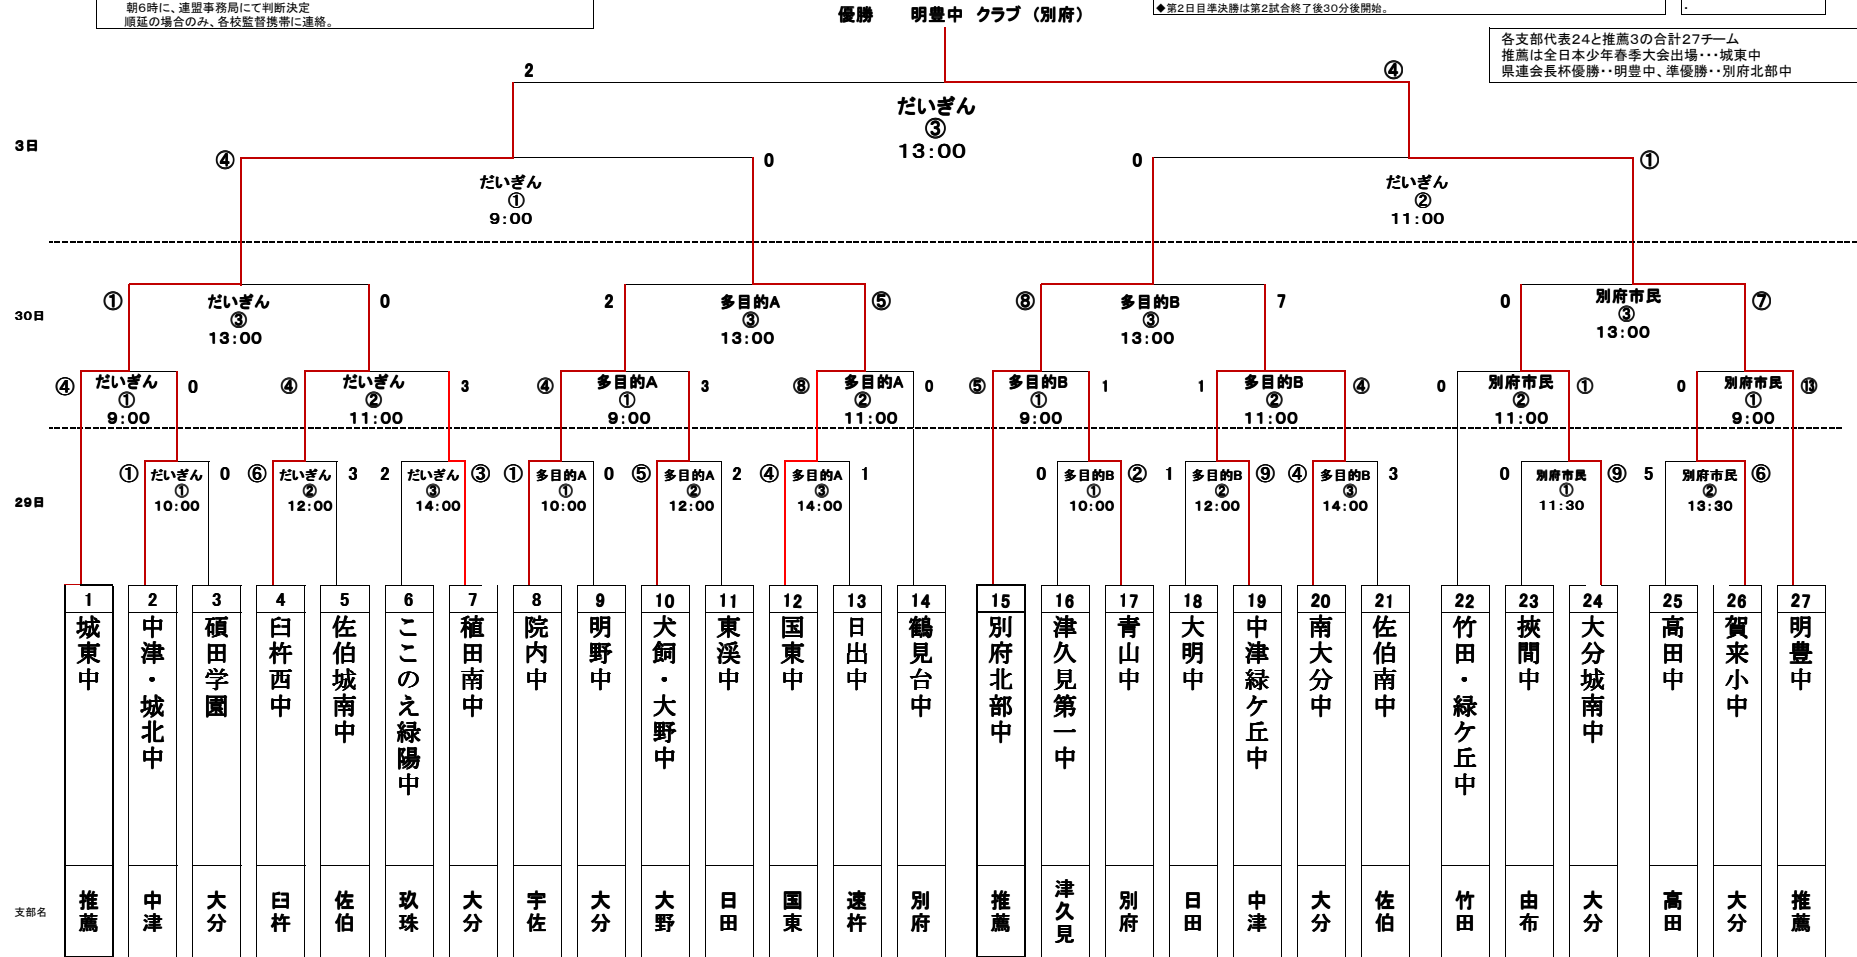 朝6時に、連盟事務局にて判断決定
順延の場合のみ、各校監督携帯に連絡。
優勝 明豊中 クラブ（別府）
◆第2日目準決勝は第2試合終了後30分後開始。
各支部代表24と推薦3の合計27チーム
推薦は全日本少年春季大会出場・・・城東中
県連会長杯優勝・・明豊中、準優勝・・別府北部中
2 ④
だいぎん
③
13:00
3日
④ 0 0 ①
だいぎん だいぎん
① ②
9:00 11:00
30日
① 0 2 ⑤ ⑧ 7 0 ⑦
だいぎん 多目的A 多目的B 別府市民
③ ③ ③ ③
13:00 13:00 13:00 13:00
④ 0 ④ 3 ④ 3 ⑧ 0 ⑤ 1 1 ④ 0 ① 0 ⑬
だいぎん だいぎん 多目的A 多目的A 多目的B 多目的B 別府市民 別府市民
① ② ① ② ① ② ② ①
9:00 11:00 9:00 11:00 9:00 11:00 11:00 9:00
29日
① 0 ⑥ 3 2 ③ ① 0 ⑤ 2 ④ 1 0 ② 1 ⑨ ④ 3 0 ⑨ 5 ⑥
だいぎん だいぎん だいぎん 多目的A 多目的A 多目的A 多目的B 多目的B 多目的B 別府市民 別府市民
① ② ③ ① ② ③ ① ② ③ ① ②
10:00 12:00 14:00 10:00 12:00 14:00 10:00 12:00 14:00 11:30 13:30
1 2 3 4 5 6 7 8 9 10 11 12 13 14 15 16 17 18 19 20 21 22 23 24 25 26 27
城東中
中津・城北中
碩田学園
臼杵西中
佐伯城南中
ここのえ緑陽中
稙田南中
院内中
明野中
犬飼・大野中
東渓中
国東中
日出中
鶴見台中
別府北部中
津久見第一中
青山中
大明中
中津緑ケ丘中
南大分中
佐伯南中
竹田・緑ケ丘中
挾間中
大分城南中
高田中
賀来小中
明豊中
支部名
推薦 中津 大分 臼杵 佐伯 玖珠 大分 宇佐 大分 大野 日田 国東 速杵 別府 推薦 津久見 別府 日田 中津 大分 佐伯 竹田 由布 大分 高田 大分 推薦